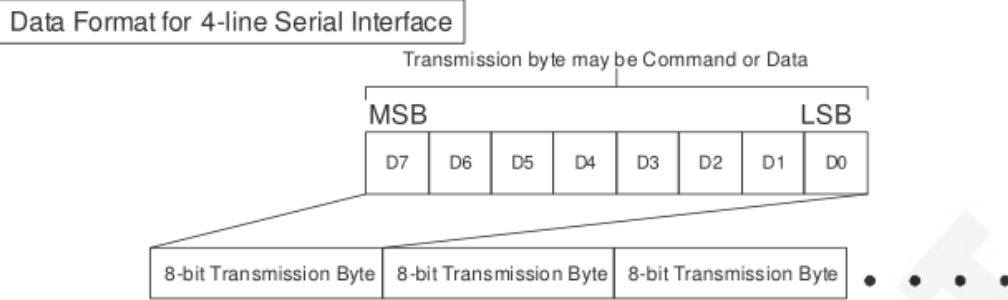 Data Format for 4-line Serial Interface
Transmission byte may be Command or Data
MSB LSB
D7 D6 D5 D4 D3 D2 D1 D0
8-bit Transmission Byte 8-bit Transmission Byte 8-bit Transmission Byte